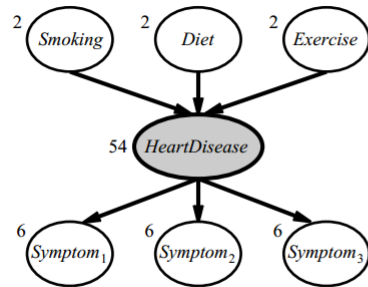 2 Smoking 2 Diet 2 Exercise
54 HeartDisease
6 6 6
Symptom₁ Symptom₂ Symptom₃